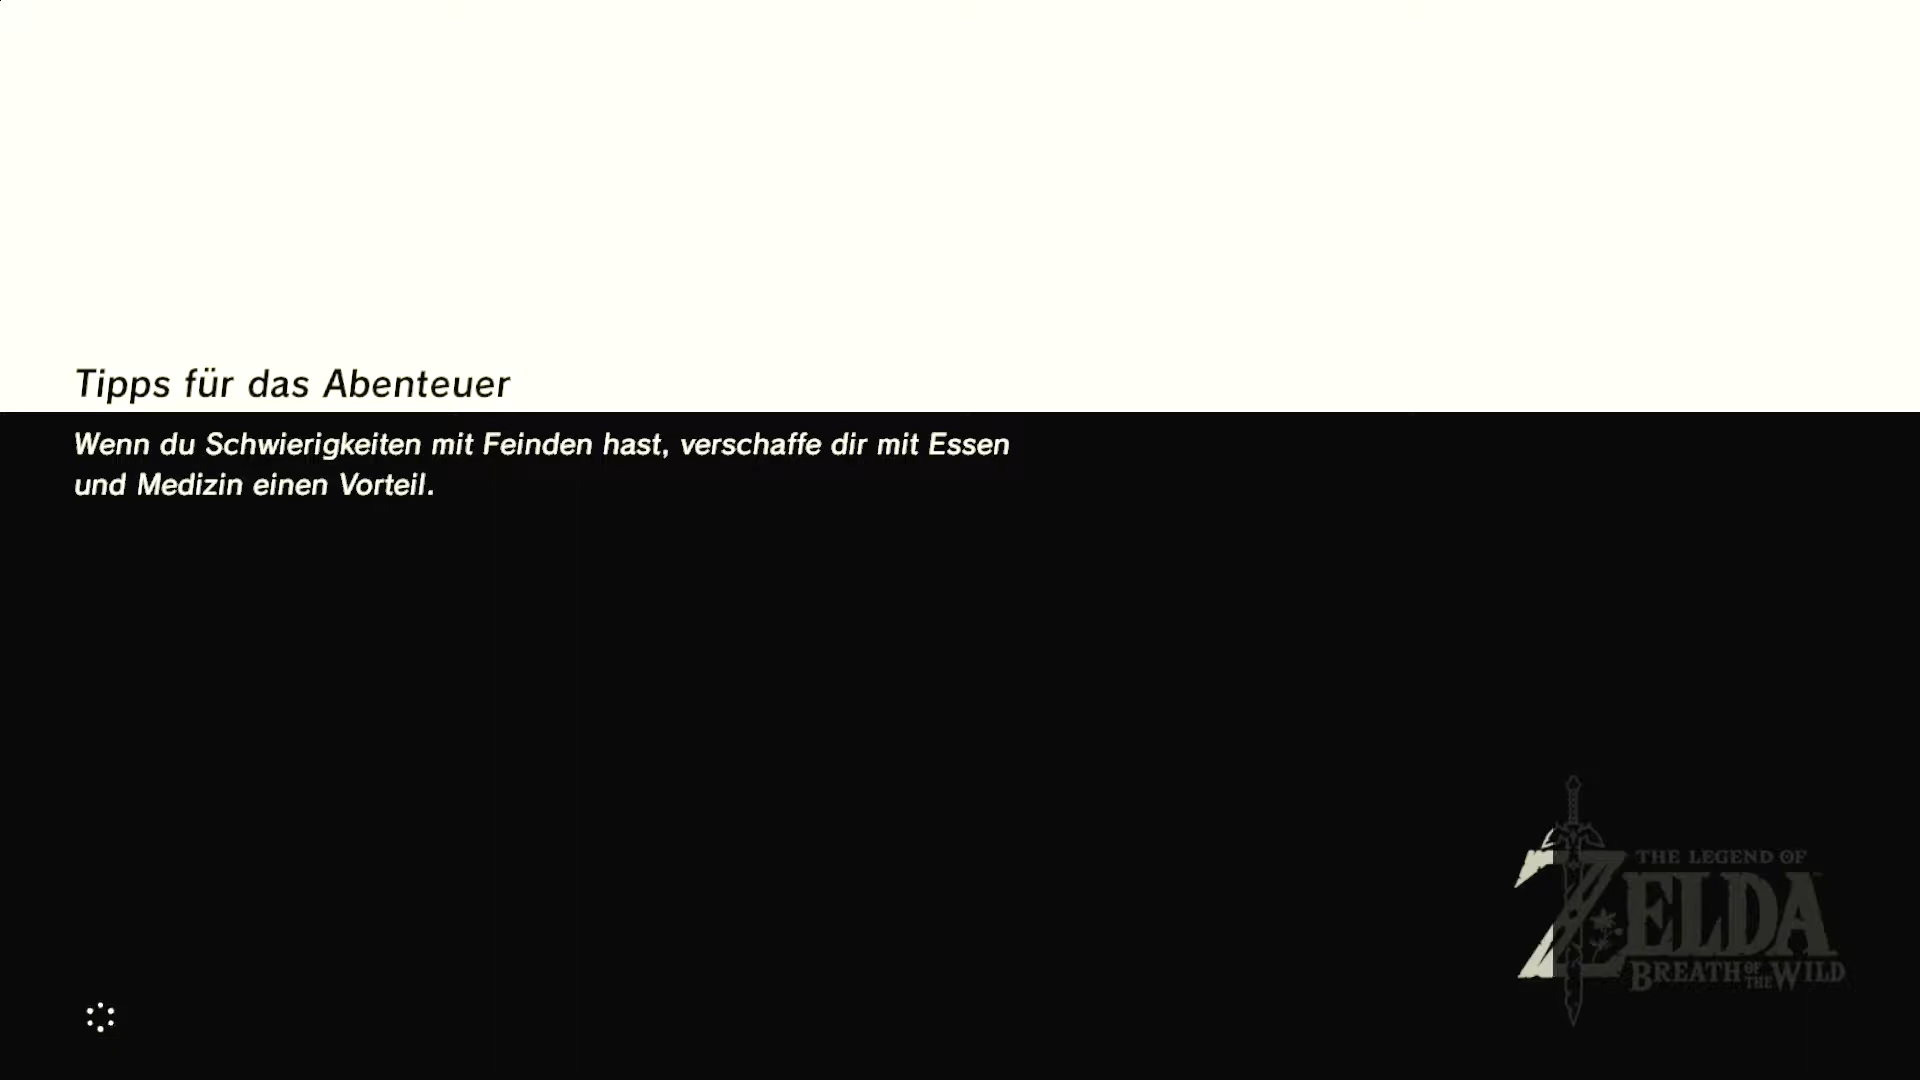 Tipps für das Abenteuer
Wenn du Schwierigkeiten mit Feinden hast, verschaffe dir mit Essen
und Medizin einen Vorteil.
THE LEGEND OF
ZELDA
BREATH OF THE WILD